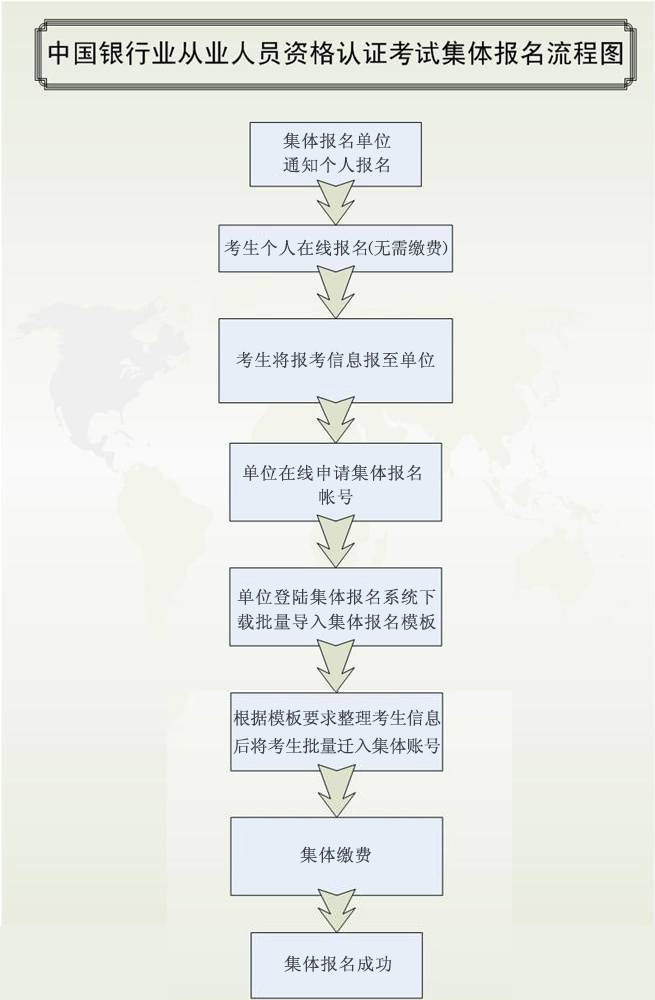 中国银行业从业人员资格认证考试集体报名流程图
集体报名单位
通知个人报名
考生个人在线报名(无需缴费)
考生将报考信息报至单位
单位在线申请集体报名
帐号
单位登陆集体报名系统下
载批量导入集体报名模板
根据模板要求整理考生信息
后将考生批量迁入集体账号
集体缴费
集体报名成功